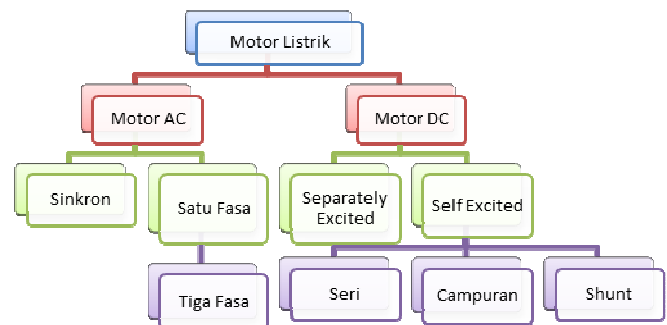 Motor Listrik
Motor AC
Motor DC
Sinkron
Satu Fasa
Separately
Excited
Self Excited
Tiga Fasa
Seri
Campuran
Shunt